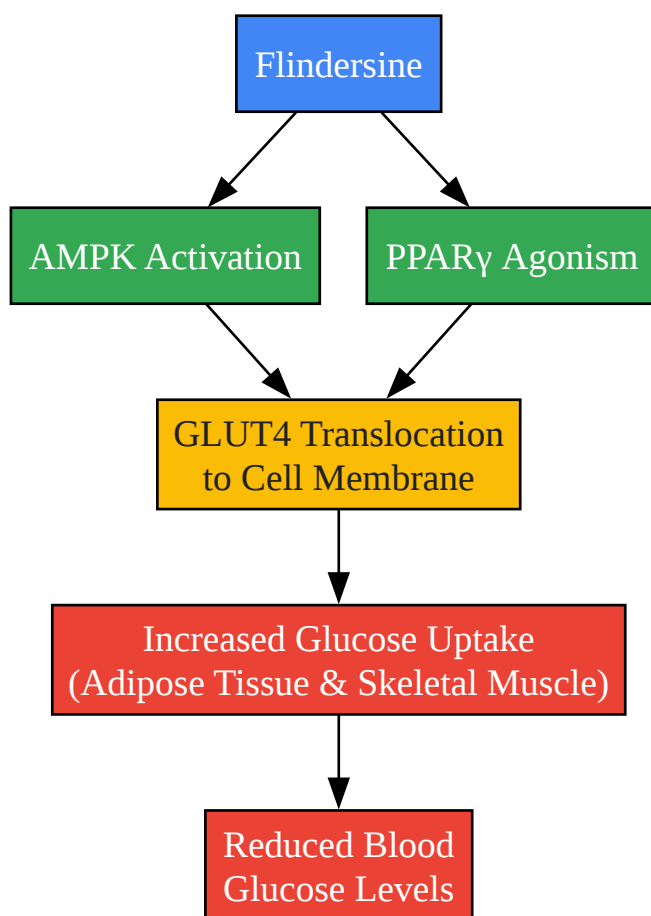 Flindersine
AMPK Activation
PPARγ Agonism
GLUT4 Translocation
to Cell Membrane
Increased Glucose Uptake
(Adipose Tissue & Skeletal Muscle)
Reduced Blood
Glucose Levels